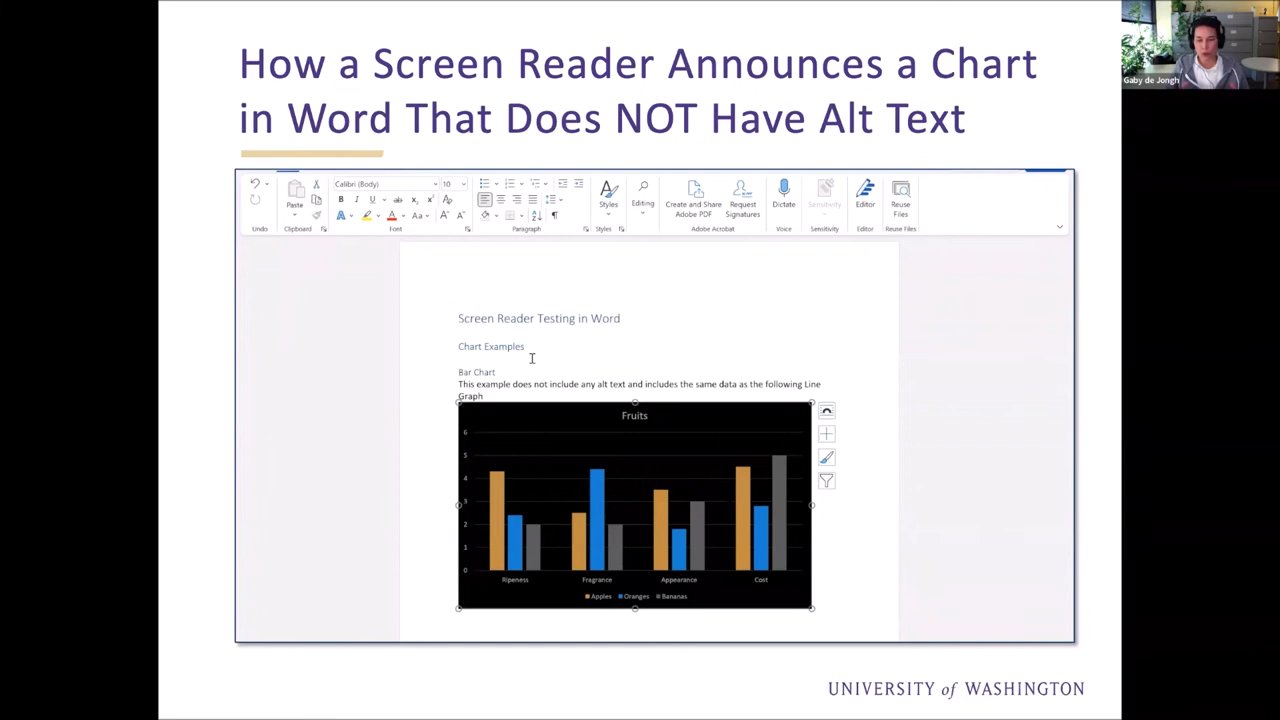 How a Screen Reader Announces a Chart
in Word That Does NOT Have Alt Text
Gaby de Jongh
Calibri (Body)
10
Paste
Styles
Editing
Create and Share
Adobe PDF
Request
Signatures
Dictate
Sensitivity
Editor
Reuse
Files
Undo
Clipboard
Font
Paragraph
Styles
Adobe Acrobat
Voice
Sensitivity
Editor
Reuse Files
Screen Reader Testing in Word
Chart Examples
Bar Chart
This example does not include any alt text and includes the same data as the following Line
Graph
Fruits
6
5
4
3
2
1
0
Ripeness Fragrance Appearance Cost
Apples Oranges Bananas
UNIVERSITY of WASHINGTON